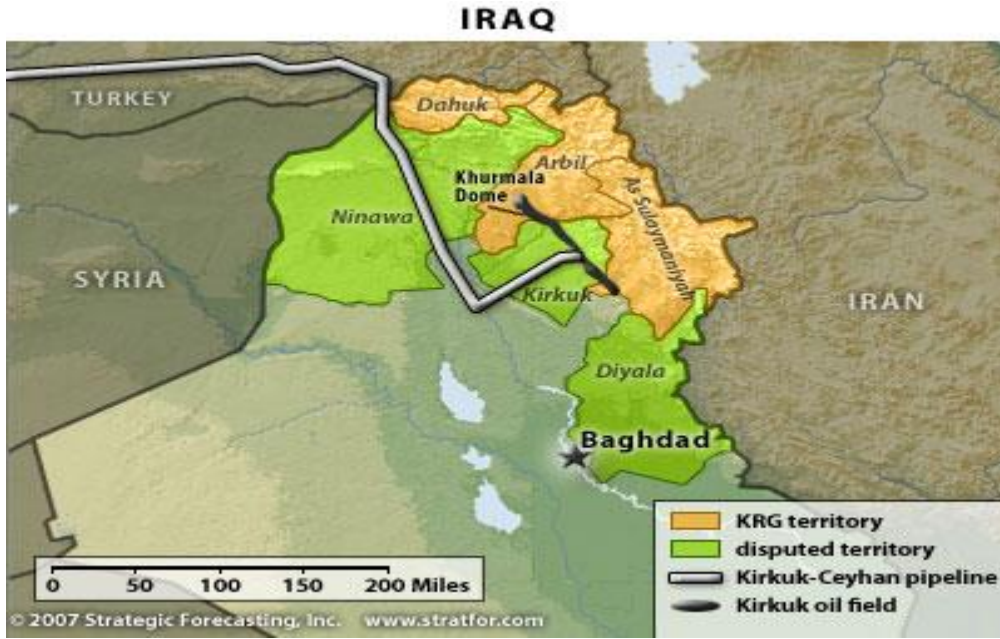 IRAQ
TURKEY
Dahuk
Arbil
Khurmala
Dome
As Sulaymaniyah
Ninawa
SYRIA
Kirkuk
IRAN
Diyala
Baghdad
KRG territory
disputed territory
Kirkuk-Ceyhan pipeline
Kirkuk oil field
0 50 100 150 200 Miles
© 2007 Strategic Forecasting, Inc. www.stratfor.com